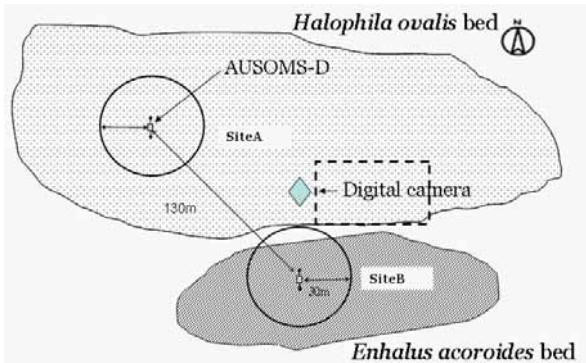 Halophila ovalis bed
N
AUSOMS-D
SiteA
Digital camera
130m
SiteB
30m
Enhalus acoroides bed